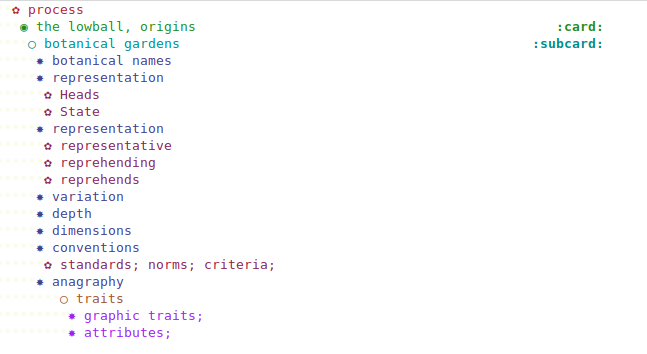 process
the lowball, origins :card:
botanical gardens :subcard:
botanical names
representation
Heads
State
representation
representative
reprehending
reprehends
variation
depth
dimensions
conventions
standards; norms; criteria;
anagraphy
traits
graphic traits;
attributes;